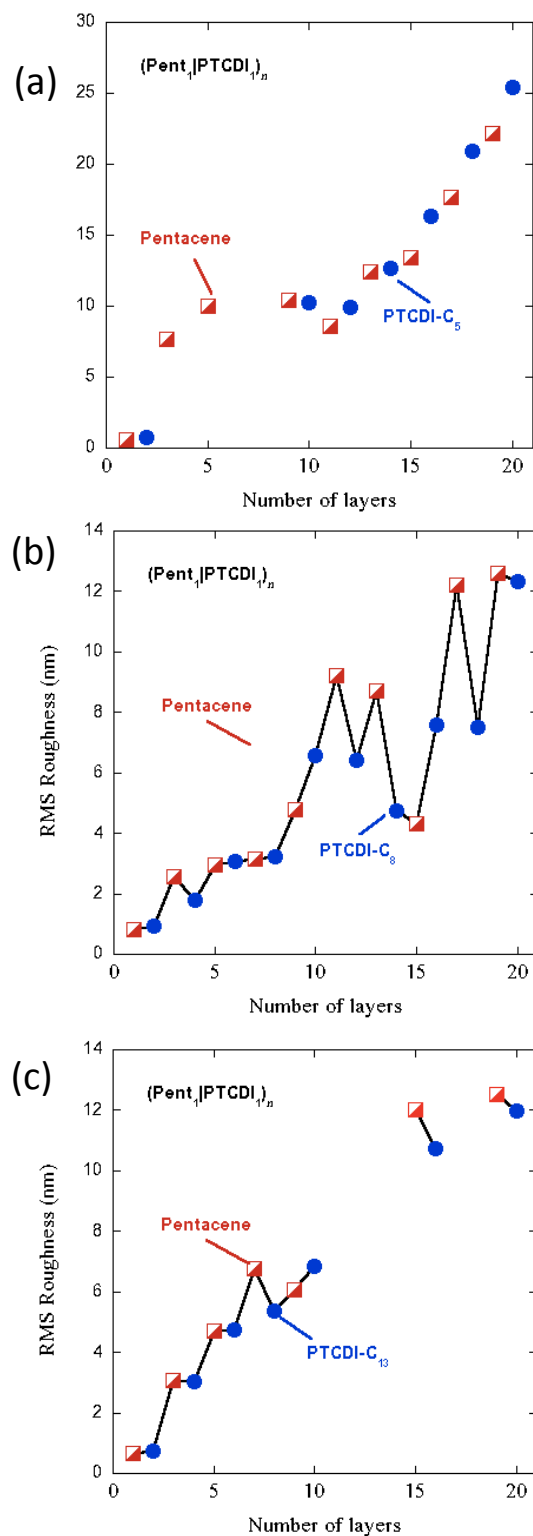 (a)
(Pent₁|PTCDI₁)ₙ
30
25
20
15
10
5
0
Pentacene
PTCDI-C₅
0 5 10 15 20
Number of layers
(b)
(Pent₁|PTCDI₁)ₙ
14
12
10
8
6
4
2
0
RMS Roughness (nm)
Pentacene
PTCDI-C₈
0 5 10 15 20
Number of layers
(c)
(Pent₁|PTCDI₁)ₙ
14
12
10
8
6
4
2
0
RMS Roughness (nm)
Pentacene
PTCDI-C₁₃
0 5 10 15 20
Number of layers